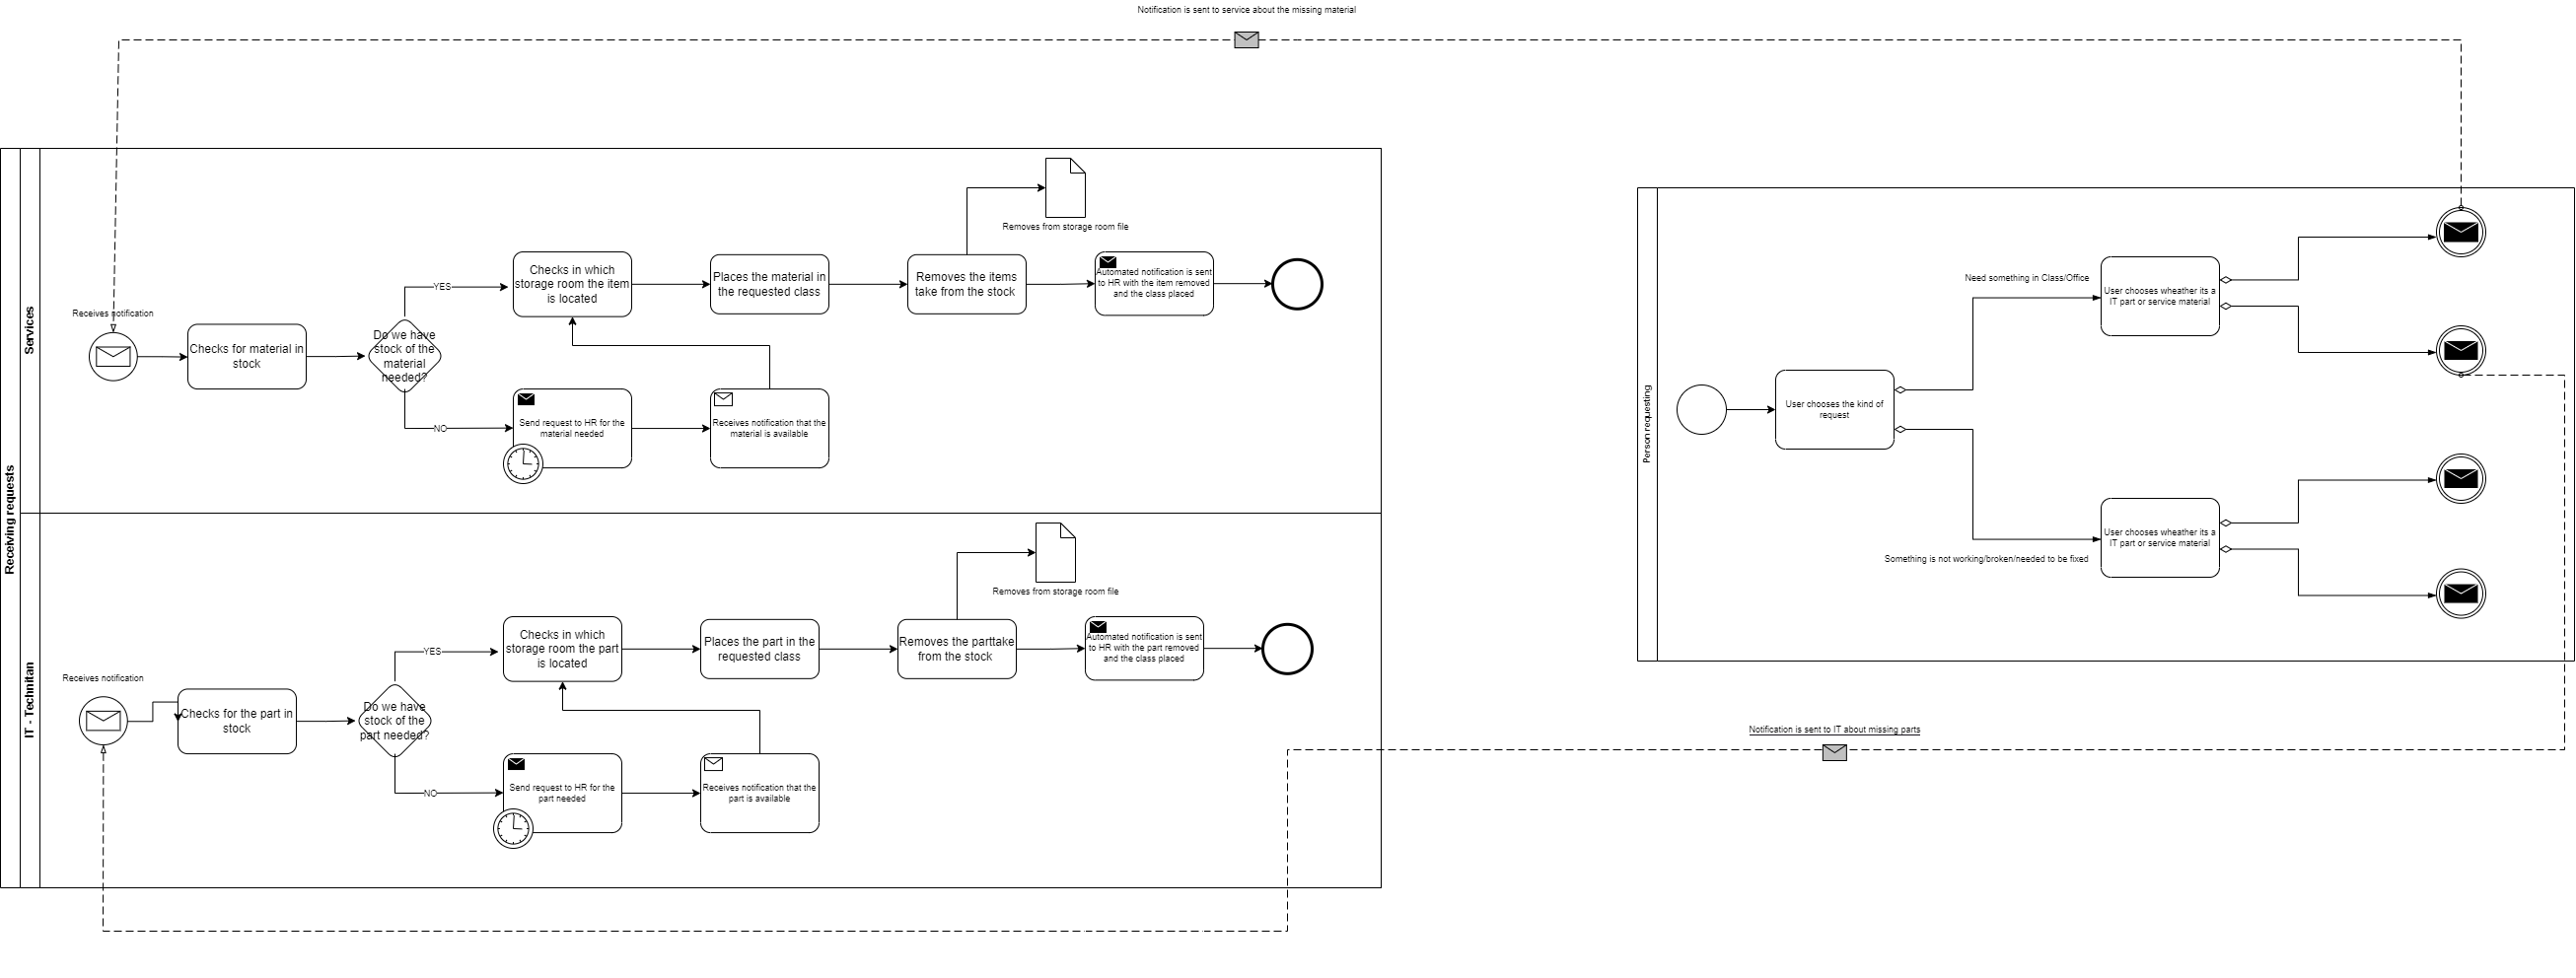 Notification is sent to service about the missing material
Receiving requests
Services
Receives notification
Checks for material in
stock
Do we have
stock of the
material
needed?
YES
NO
Checks in which
storage room the item
is located
Places the material in
the requested class
Removes the items
take from the stock
Removes from storage room file
Automated notification is sent
to HR with the item removed
and the class placed
Send request to HR for the
material needed
Receives notification that the
material is available
IT - Technitan
Receives notification
Checks for the part in
stock
Do we have
stock of the
part needed?
YES
NO
Checks in which
storage room the part
is located
Places the part in the
requested class
Removes the parttake
from the stock
Removes from storage room file
Automated notification is sent
to HR with the part removed
and the class placed
Send request to HR for the
part needed
Receives notification that the
part is available
Person requesting
User chooses the kind of
request
Need something in Class/Office
User chooses wheather its a
IT part or service material
Something is not working/broken/needed to be fixed
User chooses wheather its a
IT part or service material
Notification is sent to IT about missing parts